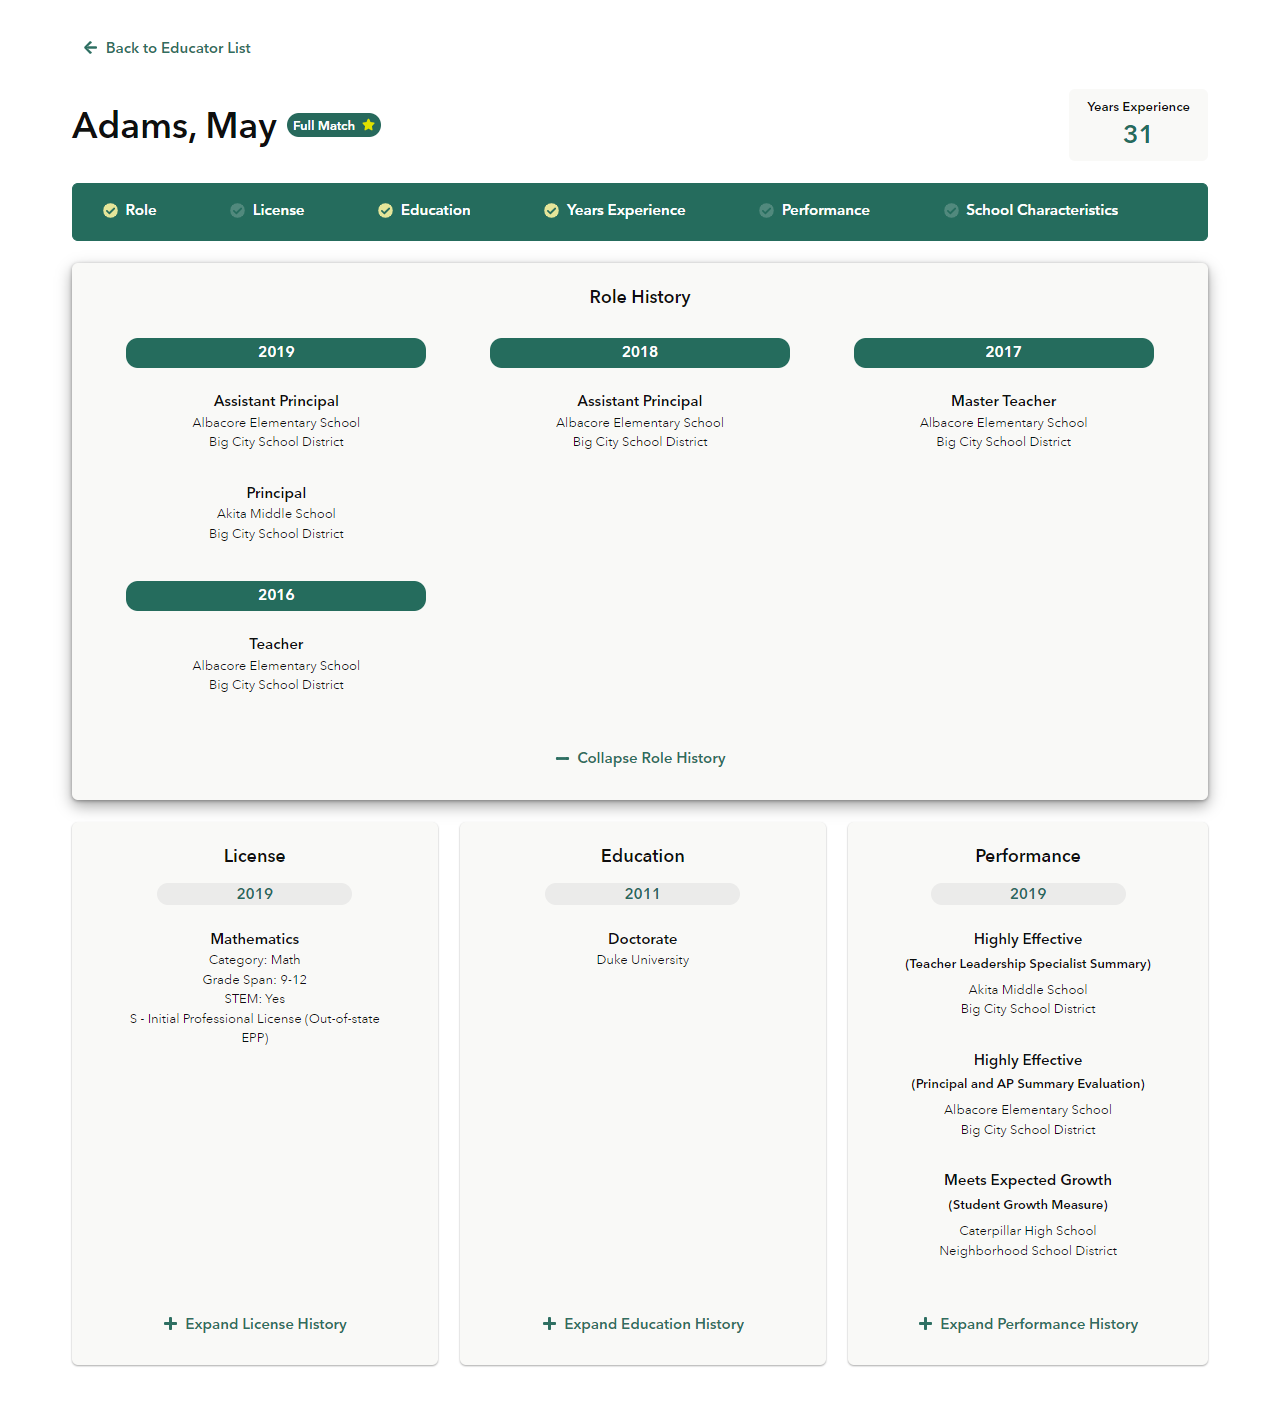 Back to Educator List
Adams, May
Full Match
Years Experience
31
Role
License
Education
Years Experience
Performance
School Characteristics
Role History
2019
Assistant Principal
Albacore Elementary School
Big City School District
Principal
Akita Middle School
Big City School District
2018
Assistant Principal
Albacore Elementary School
Big City School District
2017
Master Teacher
Albacore Elementary School
Big City School District
2016
Teacher
Albacore Elementary School
Big City School District
Collapse Role History
License
2019
Mathematics
Category: Math
Grade Span: 9-12
STEM: Yes
S - Initial Professional License (Out-of-state
EPP)
Expand License History
Education
2011
Doctorate
Duke University
Expand Education History
Performance
2019
Highly Effective
(Teacher Leadership Specialist Summary)
Akita Middle School
Big City School District
Highly Effective
(Principal and AP Summary Evaluation)
Albacore Elementary School
Big City School District
Meets Expected Growth
(Student Growth Measure)
Caterpillar High School
Neighborhood School District
Expand Performance History